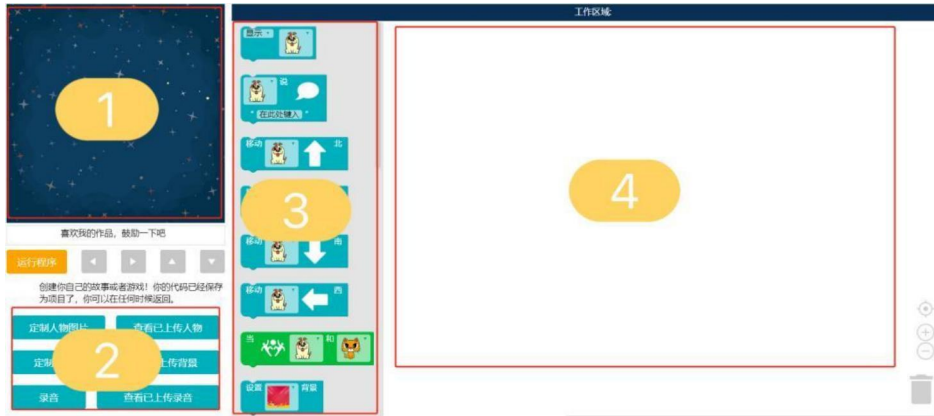 工作区域:
1
喜欢我的作品，鼓励一下吧
运行程序
创建你自己的故事或者游戏！你的代码已经保存
为项目了，你可以在任何时候返回。
定制人物图片 查看已上传人物
2
定制 上传背景
录音 查看已上传录音
显示
说
" 在此处键入 "
移动 北
3
移动 南
移动 西
当 和
设置 背景
4